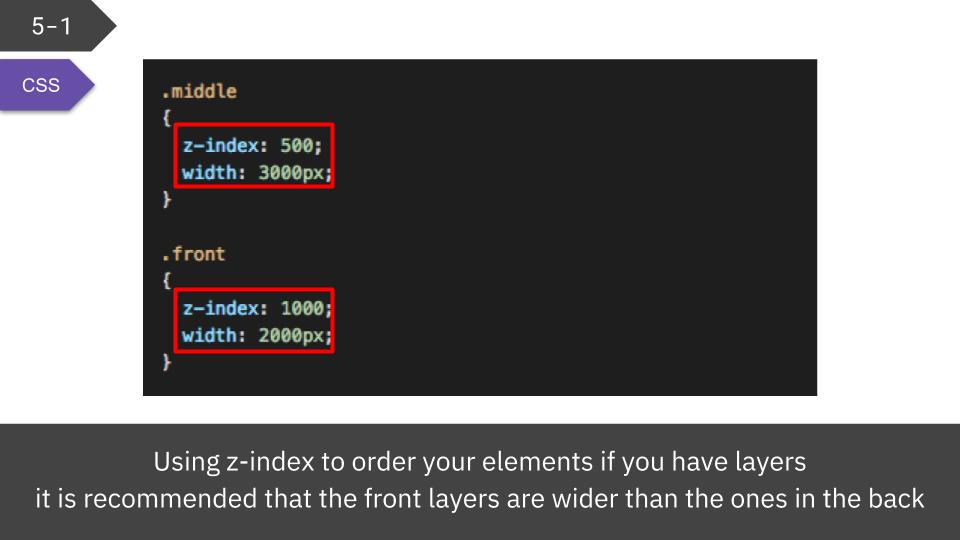 5-1
CSS
.middle
{
z-index: 500;
width: 3000px;
}
.front
{
z-index: 1000;
width: 2000px;
}
Using z-index to order your elements if you have layers
it is recommended that the front layers are wider than the ones in the back